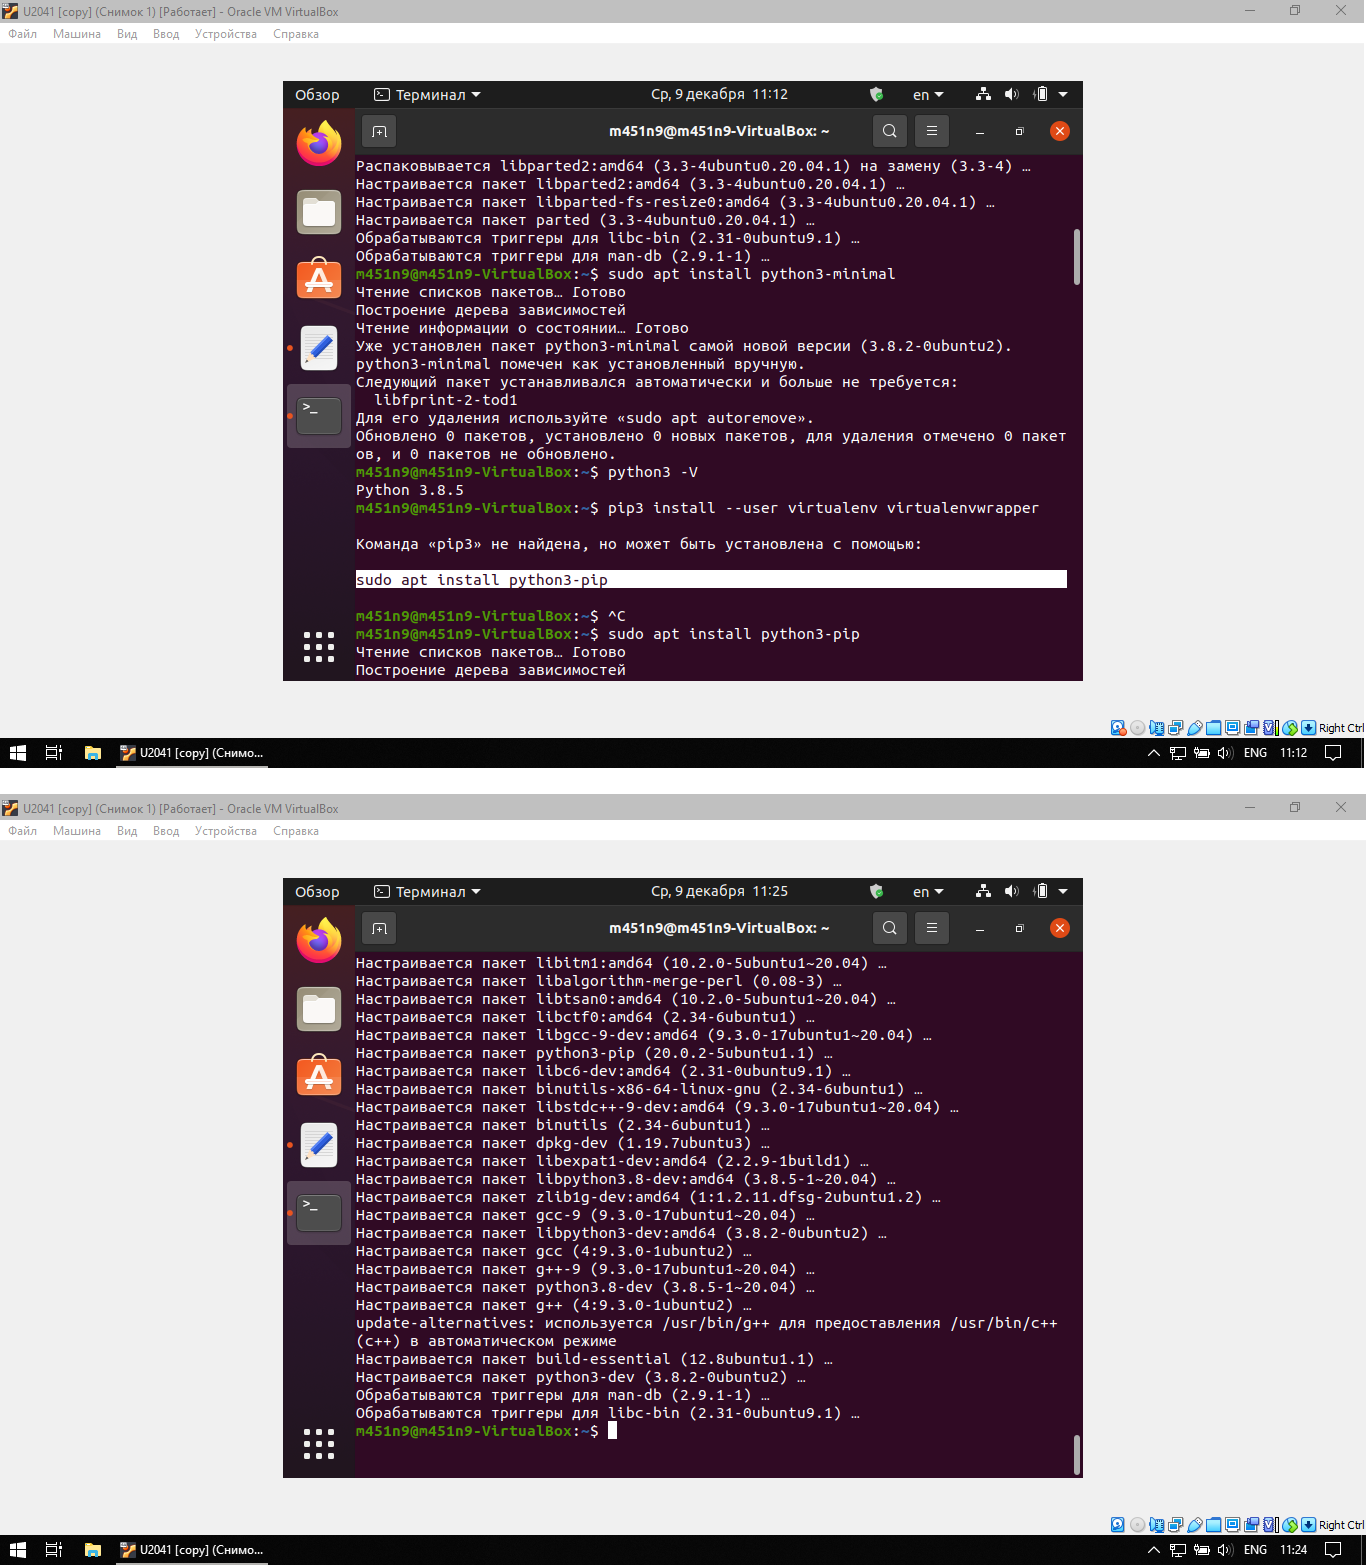 U2041 [copy] (Снимок 1) [Работает] - Oracle VM VirtualBox
Файл Машина Вид Ввод Устройства Справка
Обзор Терминал Ср, 9 декабря 11:12 en
m451n9@m451n9-VirtualBox: ~
Распаковывается libparted2:amd64 (3.3-4ubuntu0.20.04.1) на замену (3.3-4) …
Настраивается пакет libparted2:amd64 (3.3-4ubuntu0.20.04.1) …
Настраивается пакет libparted-fs-resize0:amd64 (3.3-4ubuntu0.20.04.1) …
Настраивается пакет parted (3.3-4ubuntu0.20.04.1) …
Обрабатываются триггеры для libc-bin (2.31-0ubuntu9.1) …
Обрабатываются триггеры для man-db (2.9.1-1) …
m451n9@m451n9-VirtualBox:~$ sudo apt install python3-minimal
Чтение списков пакетов… Готово
Построение дерева зависимостей
Чтение информации о состоянии… Готово
Уже установлен пакет python3-minimal самой новой версии (3.8.2-0ubuntu2).
python3-minimal помечен как установленный вручную.
Следующий пакет устанавливался автоматически и больше не требуется:
libfprint-2-tod1
Для его удаления используйте «sudo apt autoremove».
Обновлено 0 пакетов, установлено 0 новых пакетов, для удаления отмечено 0 пакет
ов, и 0 пакетов не обновлено.
m451n9@m451n9-VirtualBox:~$ python3 -V
Python 3.8.5
m451n9@m451n9-VirtualBox:~$ pip3 install --user virtualenv virtualenvwrapper
Команда «pip3» не найдена, но может быть установлена с помощью:
sudo apt install python3-pip
m451n9@m451n9-VirtualBox:~$ ^C
m451n9@m451n9-VirtualBox:~$ sudo apt install python3-pip
Чтение списков пакетов… Готово
Построение дерева зависимостей
Right Ctrl
U2041 [copy] (Снимо... ENG 11:12
U2041 [copy] (Снимок 1) [Работает] - Oracle VM VirtualBox
Файл Машина Вид Ввод Устройства Справка
Обзор Терминал Ср, 9 декабря 11:25 en
m451n9@m451n9-VirtualBox: ~
Настраивается пакет libitm1:amd64 (10.2.0-5ubuntu1~20.04) …
Настраивается пакет libalgorithm-merge-perl (0.08-3) …
Настраивается пакет libtsan0:amd64 (10.2.0-5ubuntu1~20.04) …
Настраивается пакет libctf0:amd64 (2.34-6ubuntu1) …
Настраивается пакет libgcc-9-dev:amd64 (9.3.0-17ubuntu1~20.04) …
Настраивается пакет python3-pip (20.0.2-5ubuntu1.1) …
Настраивается пакет libc6-dev:amd64 (2.31-0ubuntu9.1) …
Настраивается пакет binutils-x86-64-linux-gnu (2.34-6ubuntu1) …
Настраивается пакет libstdc++-9-dev:amd64 (9.3.0-17ubuntu1~20.04) …
Настраивается пакет binutils (2.34-6ubuntu1) …
Настраивается пакет dpkg-dev (1.19.7ubuntu3) …
Настраивается пакет libexpat1-dev:amd64 (2.2.9-1build1) …
Настраивается пакет libpython3.8-dev:amd64 (3.8.5-1~20.04) …
Настраивается пакет zlib1g-dev:amd64 (1:1.2.11.dfsg-2ubuntu1.2) …
Настраивается пакет gcc-9 (9.3.0-17ubuntu1~20.04) …
Настраивается пакет libpython3-dev:amd64 (3.8.2-0ubuntu2) …
Настраивается пакет gcc (4:9.3.0-1ubuntu2) …
Настраивается пакет g++-9 (9.3.0-17ubuntu1~20.04) …
Настраивается пакет python3.8-dev (3.8.5-1~20.04) …
Настраивается пакет g++ (4:9.3.0-1ubuntu2) …
update-alternatives: используется /usr/bin/g++ для предоставления /usr/bin/c++
(c++) в автоматическом режиме
Настраивается пакет build-essential (12.8ubuntu1.1) …
Настраивается пакет python3-dev (3.8.2-0ubuntu2) …
Обрабатываются триггеры для man-db (2.9.1-1) …
Обрабатываются триггеры для libc-bin (2.31-0ubuntu9.1) …
m451n9@m451n9-VirtualBox:~$
Right Ctrl
U2041 [copy] (Снимо... ENG 11:24